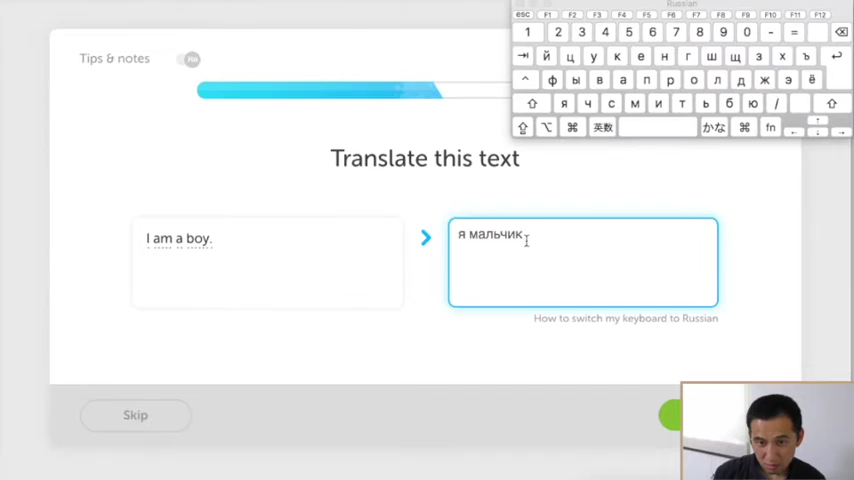 Russian
esc F1 F2 F3 F4 F5 F6 F7 F8 F9 F10 F11 F12
1 2 3 4 5 6 7 8 9 0 - =
й ц у к е н г ш щ з х ъ
ф ы в а п р о л д ж э ё
я ч с м и т ь б ю /
英数 かな fn
Tips & notes
Translate this text
I am a boy.
я мальчик
How to switch my keyboard to Russian
Skip